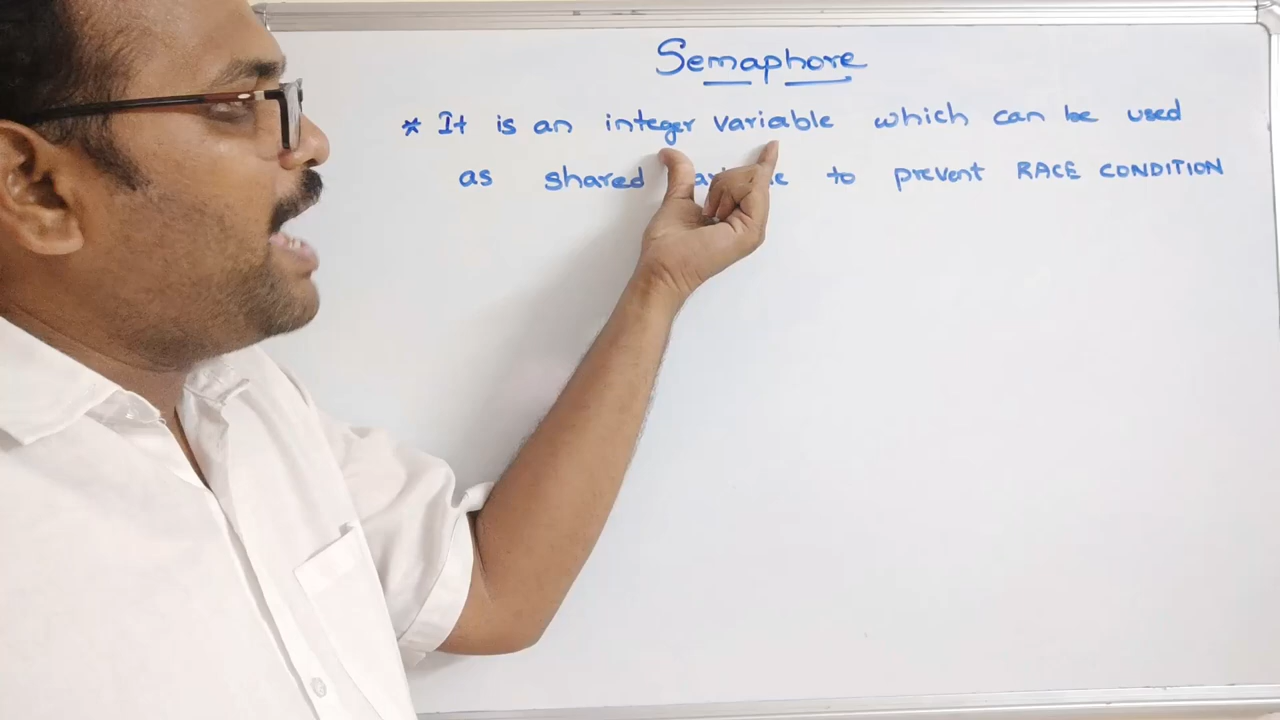 Semaphore
* It is an integer variable which can be used
as shared to prevent RACE CONDITION